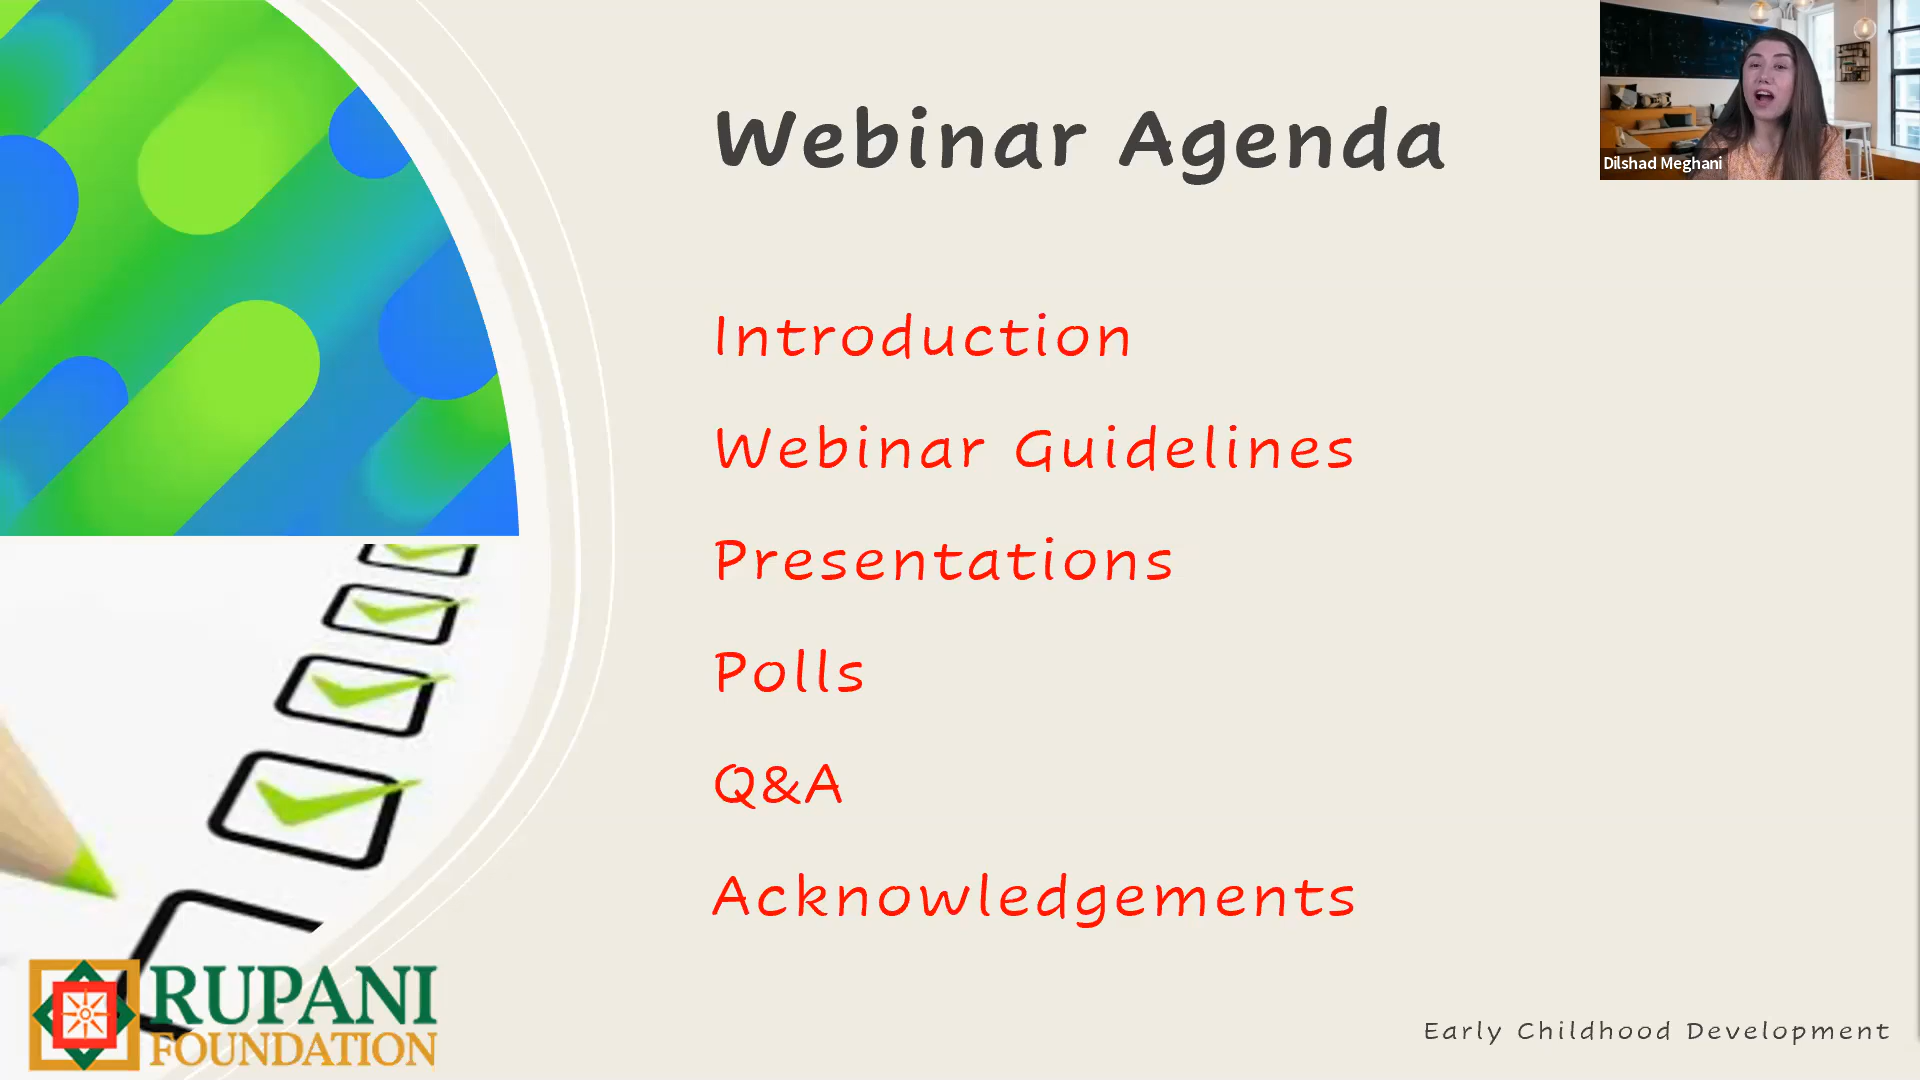 Webinar Agenda
Dilshad Meghani
Introduction
Webinar Guidelines
Presentations
Polls
Q&A
Acknowledgements
RUPANI
FOUNDATION
Early Childhood Development